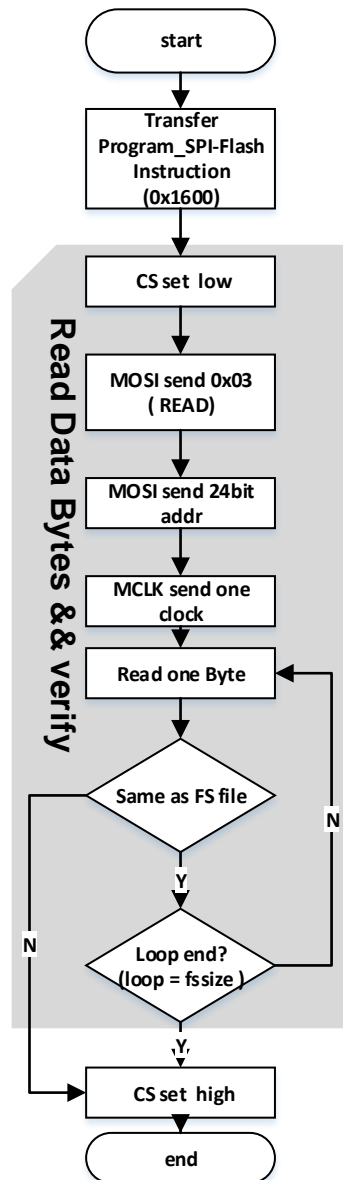 start
Transfer
Program_SPI-Flash
Instruction
(0x1600)
CS set low
Read Data Bytes && verify
MOSI send 0x03
( READ)
MOSI send 24bit
addr
MCLK send one
clock
Read one Byte
Same as FS file
N
Y
N
Loop end?
(loop = fssize )
Y
CS set high
end